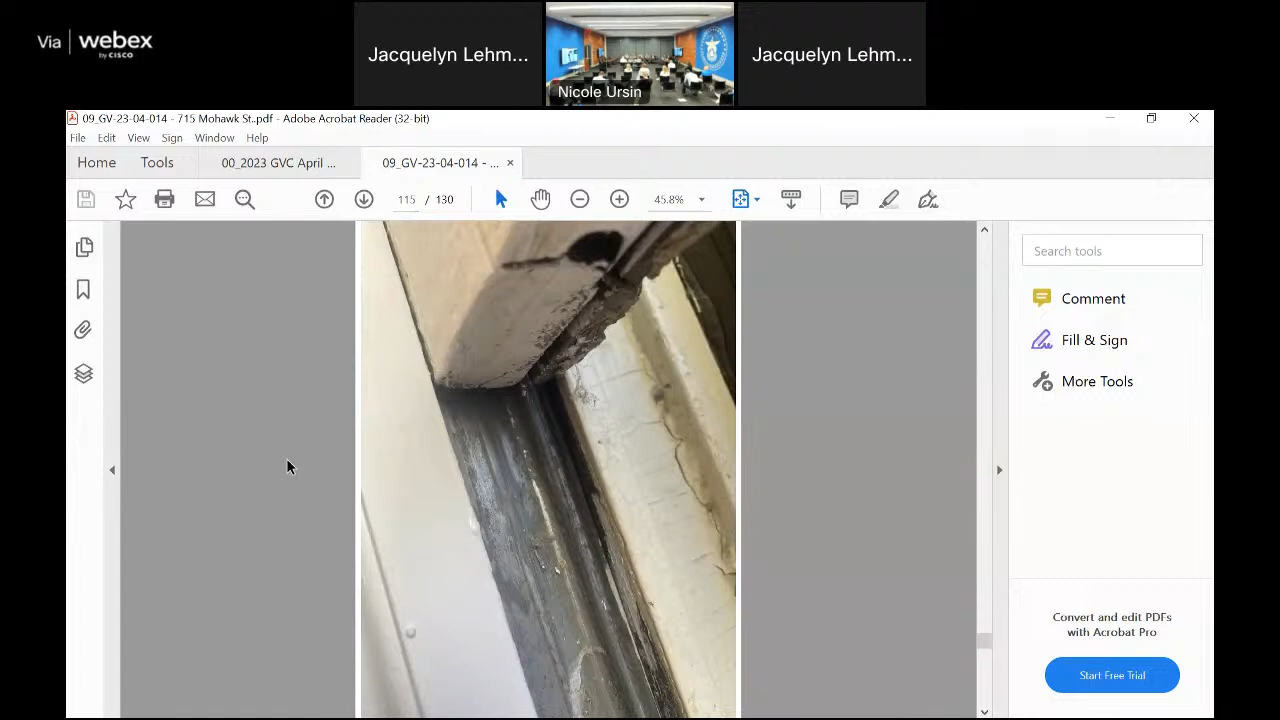 Via webex
by CISCO
Jacquelyn Lehm...
Nicole Ursin
Jacquelyn Lehm...
09_GV-23-04-014 - 715 Mohawk St..pdf - Adobe Acrobat Reader (32-bit)
File Edit View Sign Window Help
Home Tools 00_2023 GVC April ... 09_GV-23-04-014 - ... ×
115 / 130 45.8%
Search tools
Comment
Fill & Sign
More Tools
Convert and edit PDFs
with Acrobat Pro
Start Free Trial